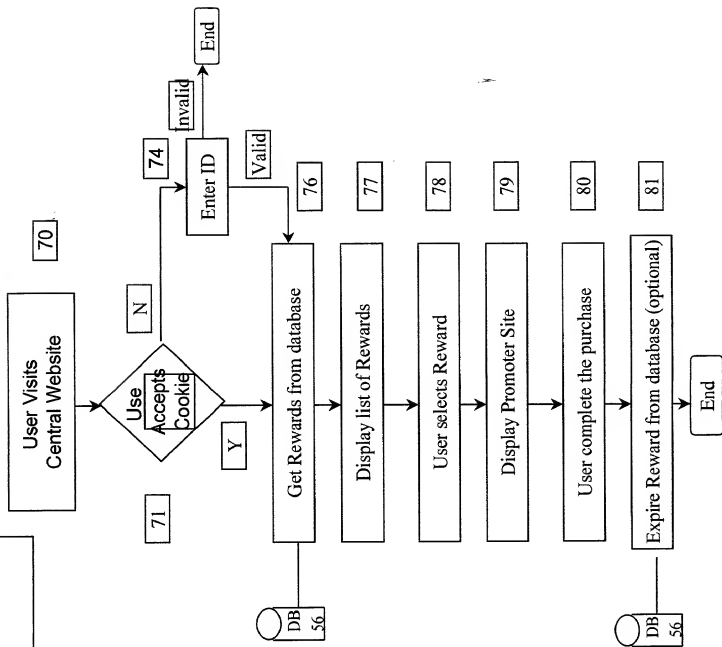 User Visits
Central Website
70
Use
Accepts
Cookie
71
N
Y
74
Enter ID
Invalid
End
Valid
Get Rewards from database
76
DB
56
Display list of Rewards
77
User selects Reward
78
Display Promoter Site
79
User complete the purchase
80
Expire Reward from database (optional)
81
DB
56
End